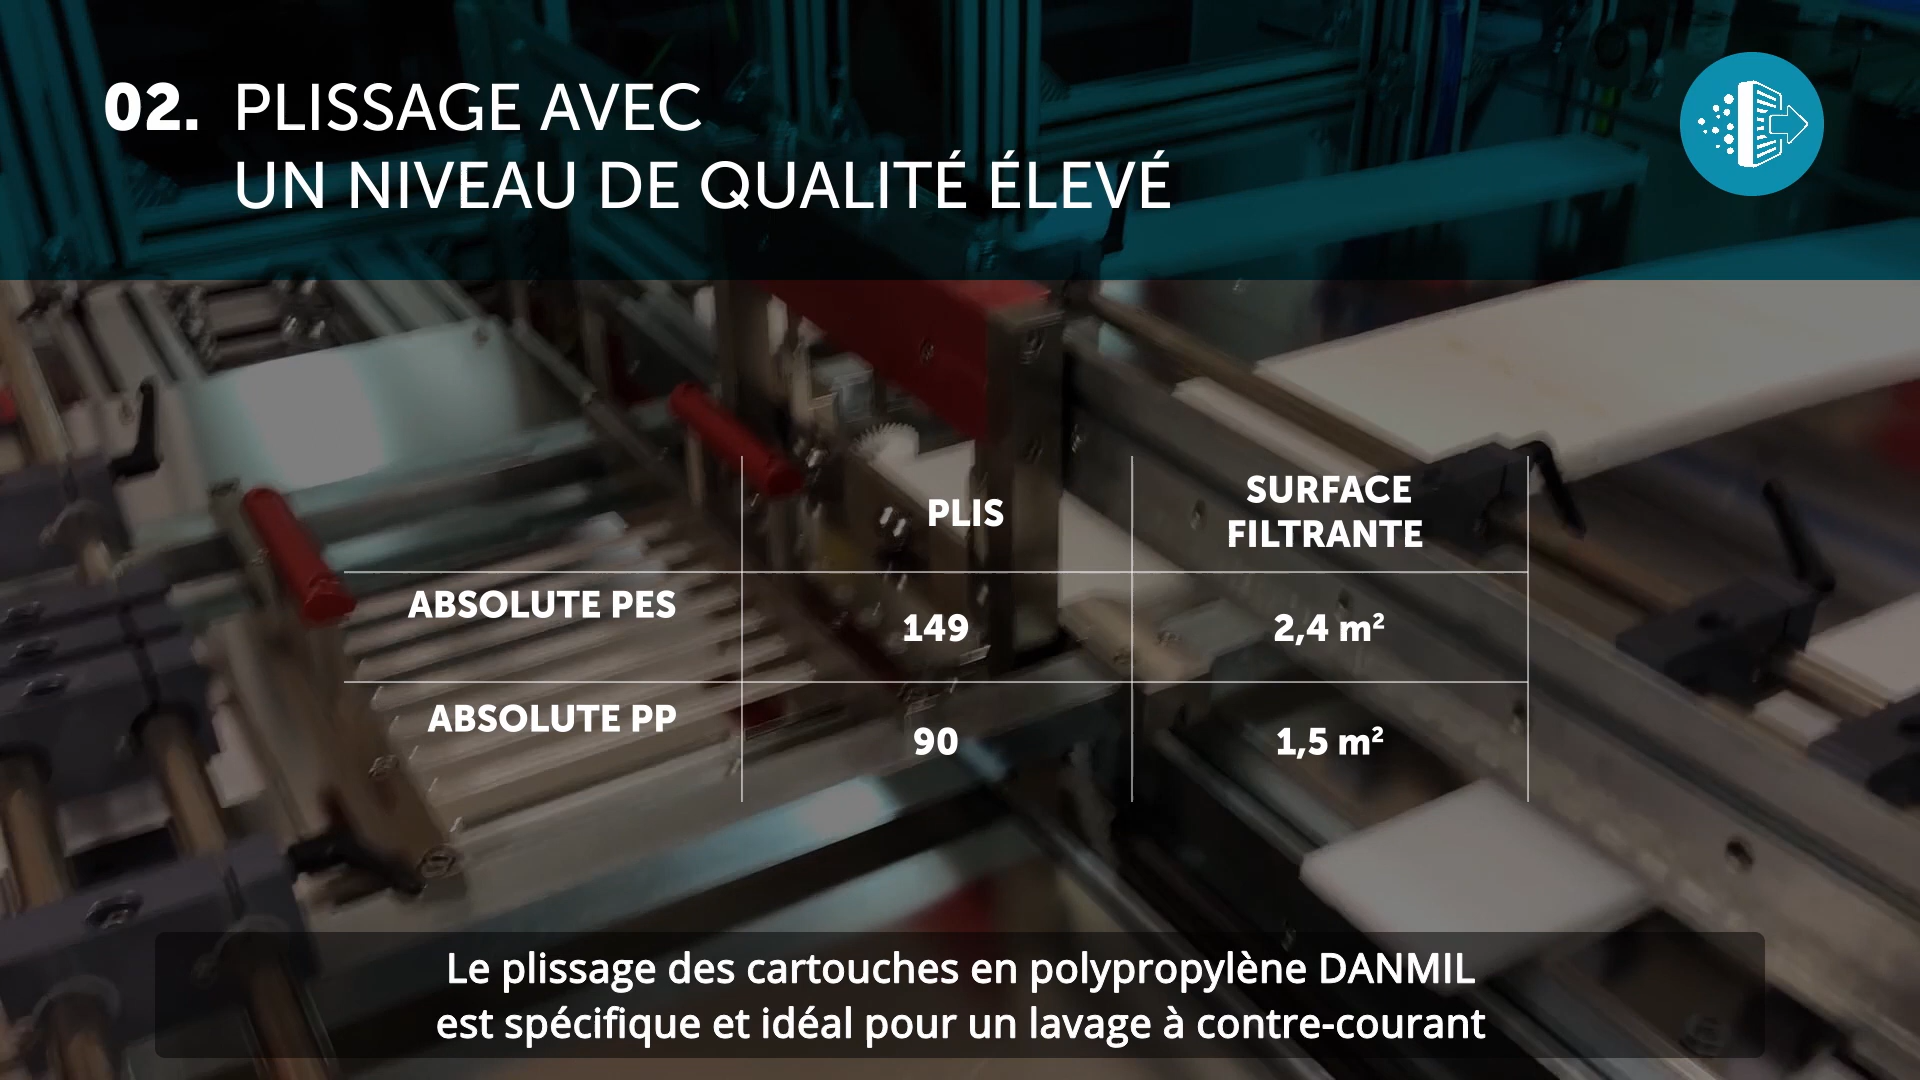 02. PLISSAGE AVEC
UN NIVEAU DE QUALITÉ ÉLEVÉ
PLIS
SURFACE
FILTRANTE
ABSOLUTE PES
149
2,4 m²
ABSOLUTE PP
90
1,5 m²
Le plissage des cartouches en polypropylène DANMIL
est spécifique et idéal pour un lavage à contre-courant